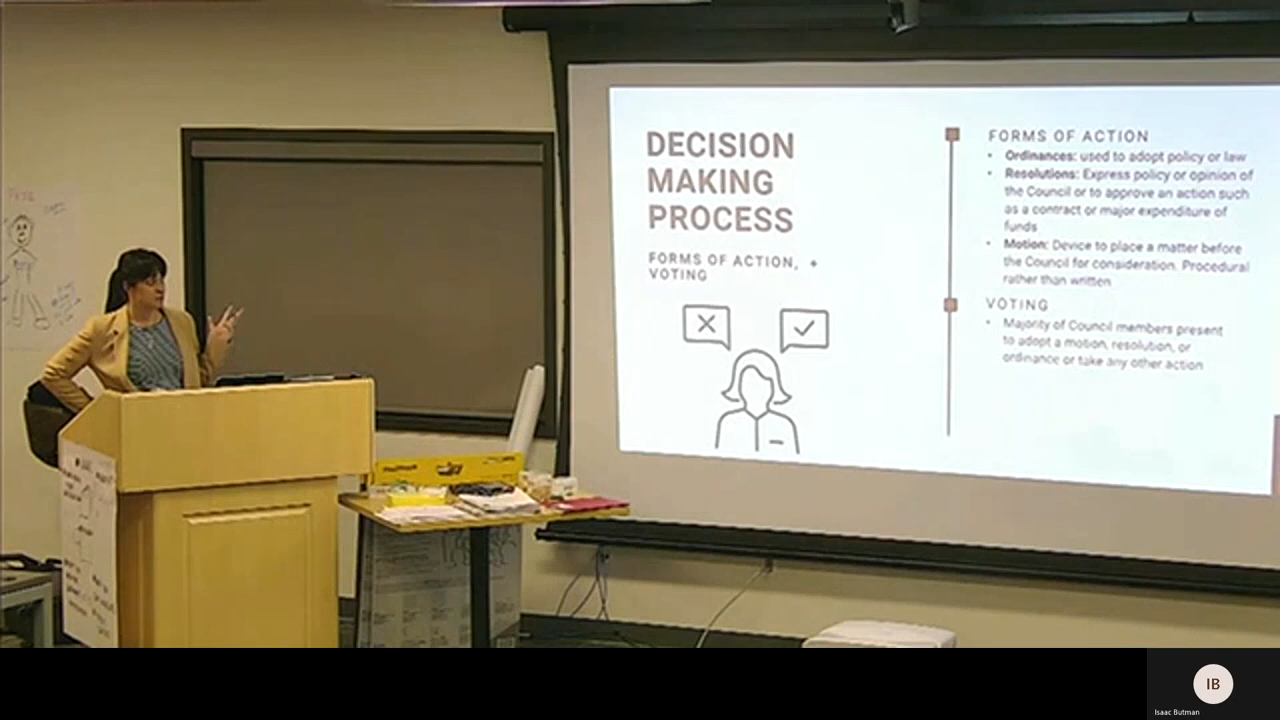 DECISION
MAKING
PROCESS
FORMS OF ACTION, +
VOTING
FORMS OF ACTION
• Ordinances: used to adopt policy or law
• Resolutions: Express policy or opinion of
the Council or to approve an action such
as a contract or major expenditure of
funds
• Motion: Device to place a matter before
the Council for consideration. Procedural
rather than written
VOTING
• Majority of Council members present
to adopt a motion, resolution, or
ordinance or take any other action
IB
Isaac Butman